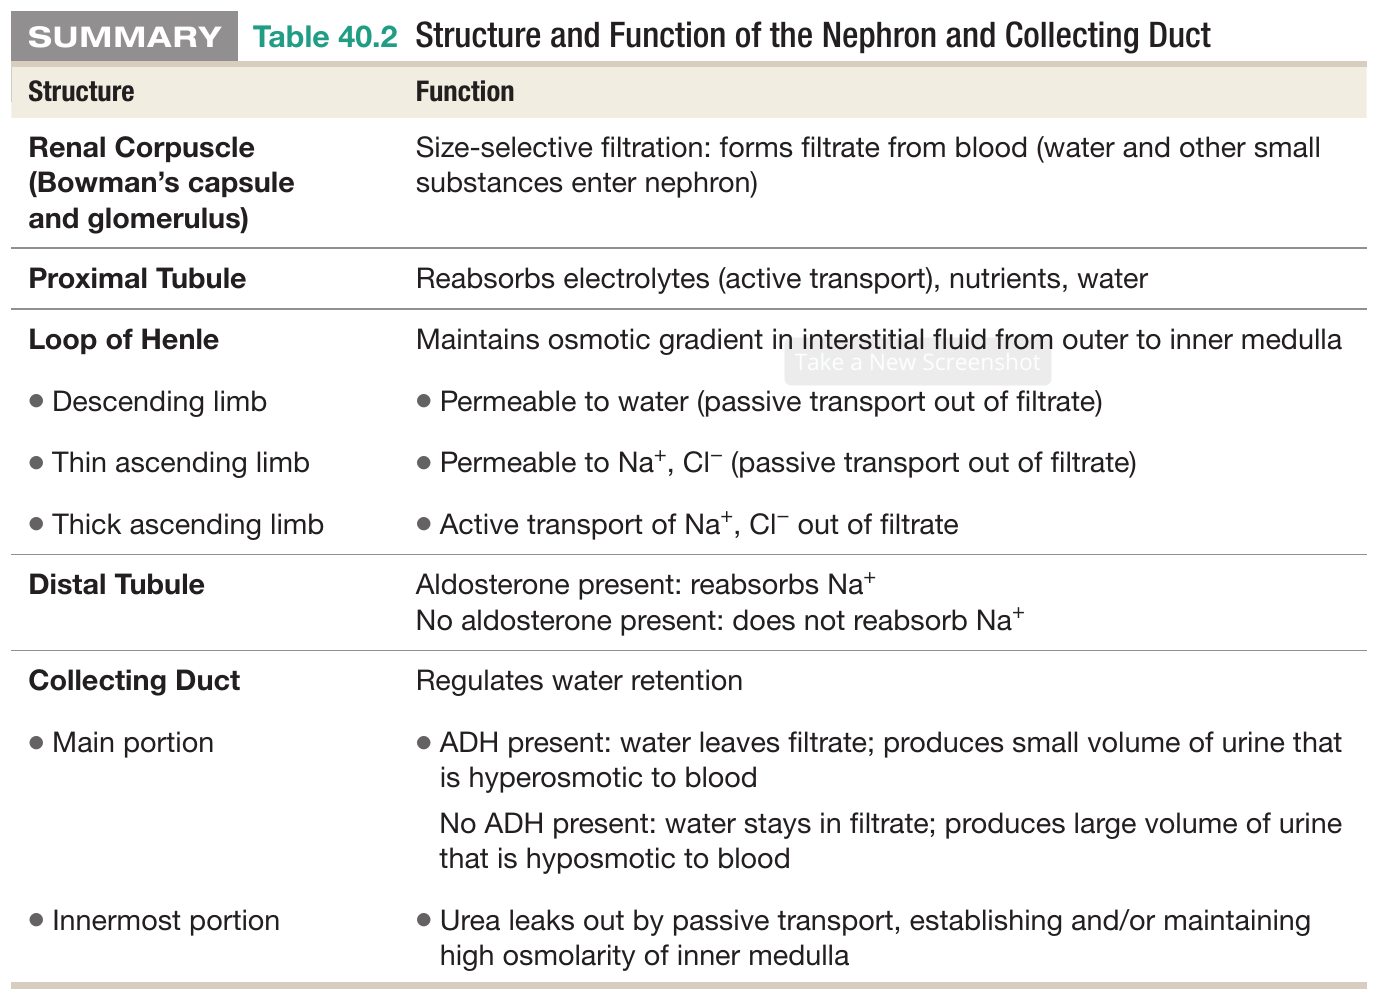 SUMMARY Table 40.2 Structure and Function of the Nephron and Collecting Duct
Structure Function
Renal Corpuscle
(Bowman's capsule
and glomerulus)
Size-selective filtration: forms filtrate from blood (water and other small
substances enter nephron)
Proximal Tubule Reabsorbs electrolytes (active transport), nutrients, water
Loop of Henle Maintains osmotic gradient in interstitial fluid from outer to inner medulla
Take a New Screenshot
• Descending limb • Permeable to water (passive transport out of filtrate)
• Thin ascending limb • Permeable to Na⁺, Cl⁻ (passive transport out of filtrate)
• Thick ascending limb • Active transport of Na⁺, Cl⁻ out of filtrate
Distal Tubule Aldosterone present: reabsorbs Na⁺
No aldosterone present: does not reabsorb Na⁺
Collecting Duct Regulates water retention
• Main portion • ADH present: water leaves filtrate; produces small volume of urine that
is hyperosmotic to blood
No ADH present: water stays in filtrate; produces large volume of urine
that is hyposmotic to blood
• Innermost portion • Urea leaks out by passive transport, establishing and/or maintaining
high osmolarity of inner medulla